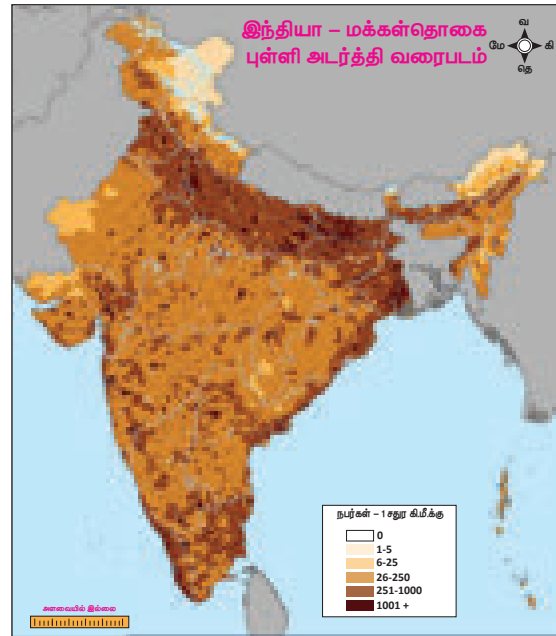 இந்தியா – மக்கள்தொகை
புள்ளி அடர்த்தி வரைபடம்
வ
மே
கி
தெ
நபர்கள் – 1 சதுர கி.மீ.க்கு
0
1-5
6-25
26-250
251-1000
1001 +
அளவையில் இல்லை